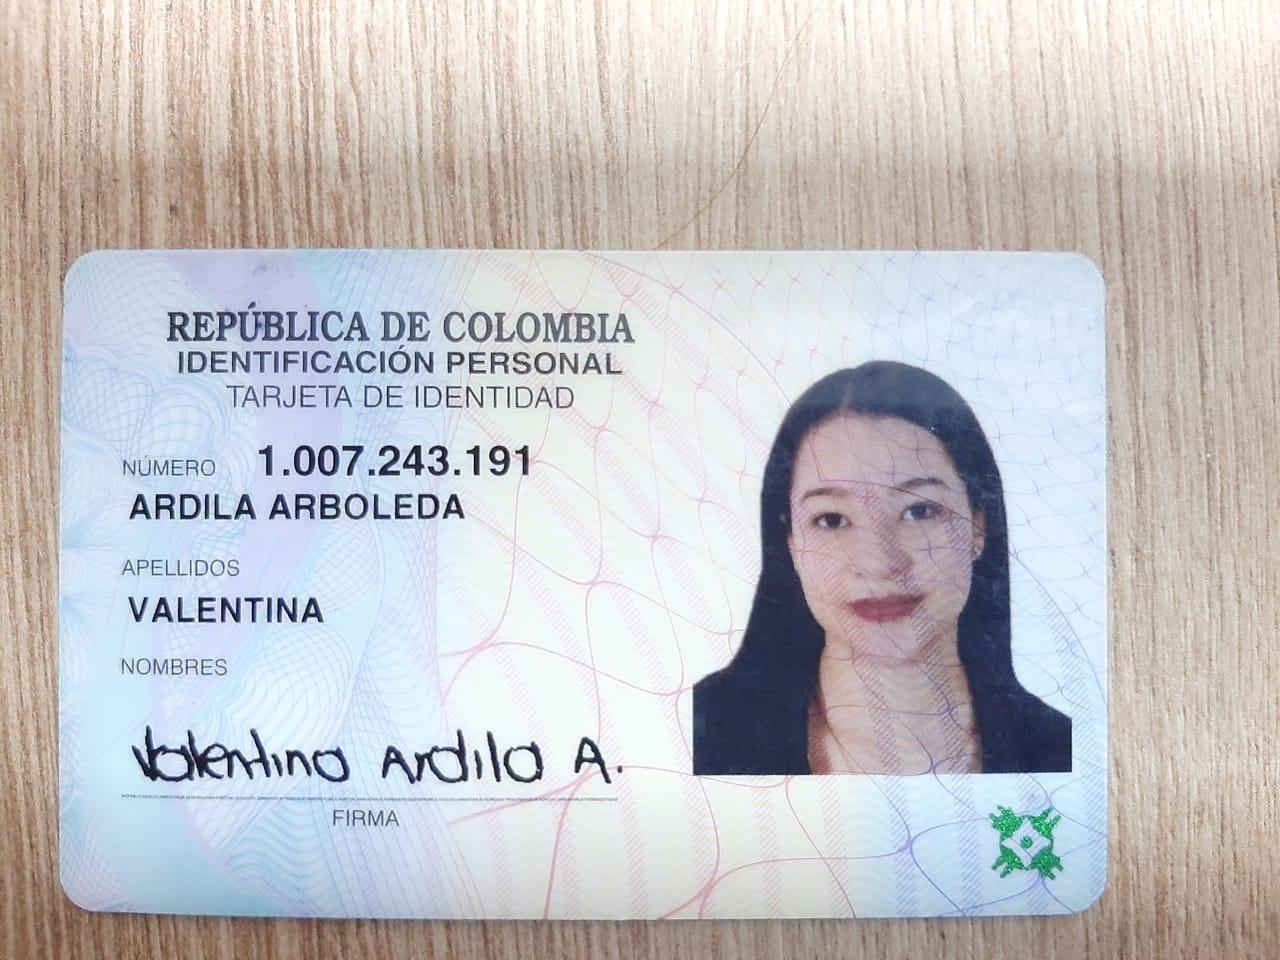 REPÚBLICA DE COLOMBIA
IDENTIFICACIÓN PERSONAL
TARJETA DE IDENTIDAD
NÚMERO 1.007.243.191
ARDILA ARBOLEDA
APELLIDOS
VALENTINA
NOMBRES
Valentina Ardila A.
FIRMA